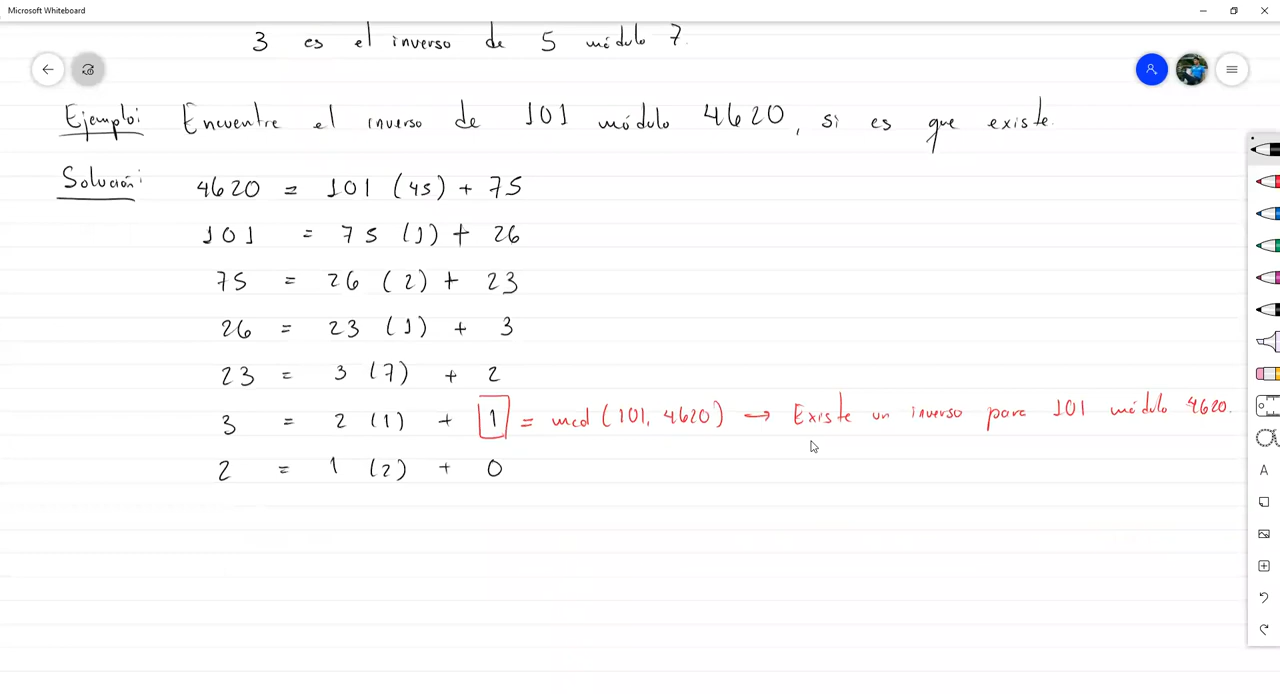 Microsoft Whiteboard
3 es el inverso de 5 módulo 7.
Ejemplo: Encuentre el inverso de 101 módulo 4620, si es que existe.
Solución: 4620 = 101 (45) + 75
101 = 75 (1) + 26
75 = 26 (2) + 23
26 = 23 (1) + 3
23 = 3 (7) + 2
3 = 2 (1) + 1 = mcd (101, 4620) → Existe un inverso para 101 módulo 4620.
2 = 1 (2) + 0